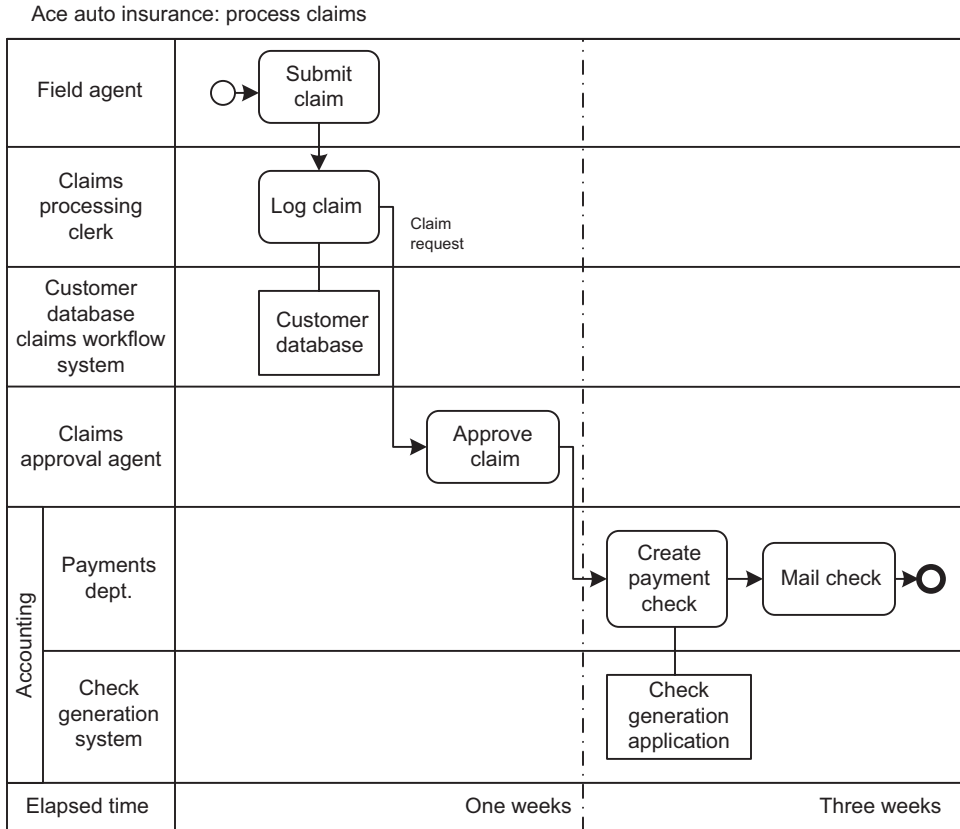 Ace auto insurance: process claims
Field agent
Submit
claim
Claims
processing
clerk
Log claim
Claim
request
Customer
database
claims workflow
system
Customer
database
Claims
approval agent
Approve
claim
Accounting
Payments
dept.
Create
payment
check
Mail check
Check
generation
system
Check
generation
application
Elapsed time
One weeks
Three weeks